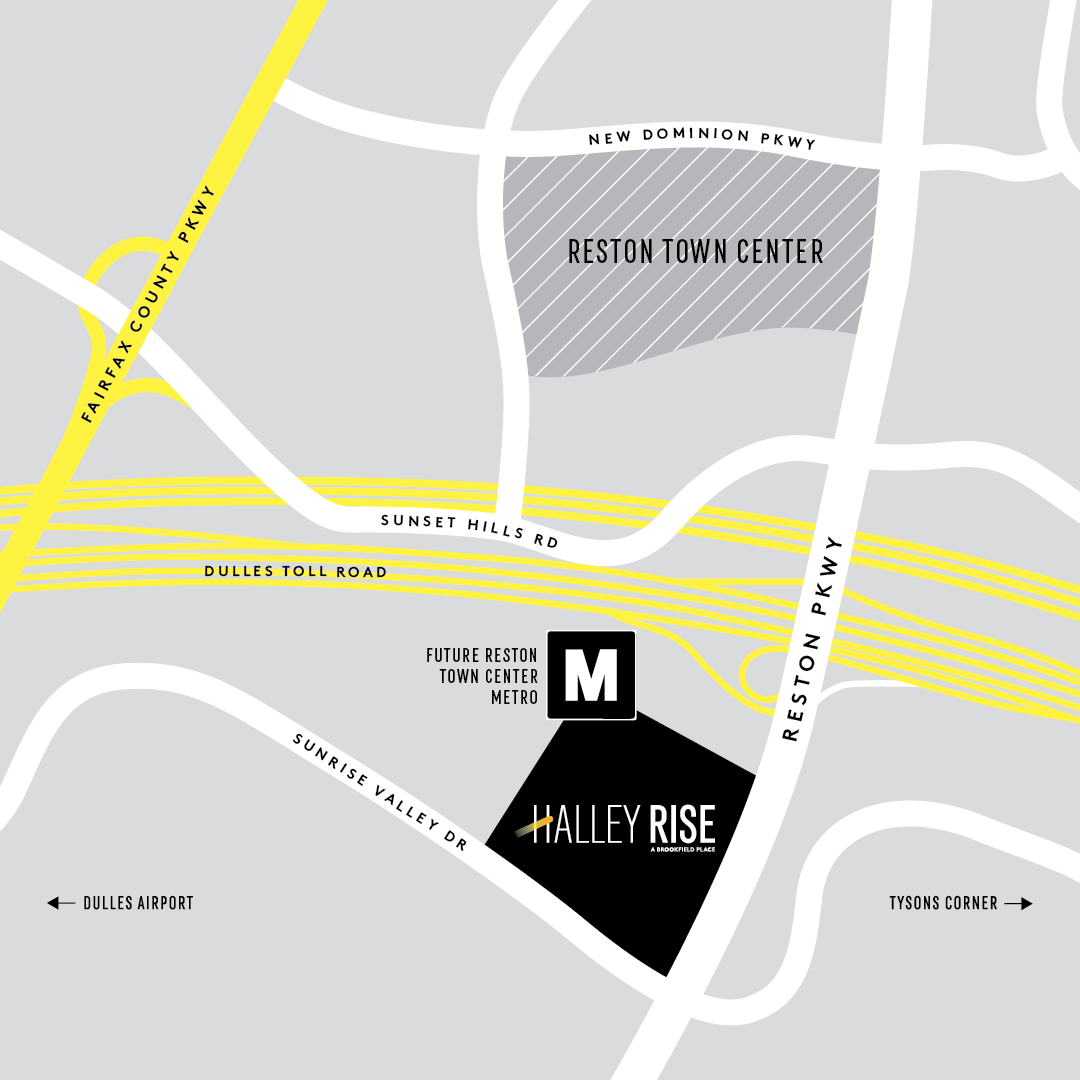 NEW DOMINION PKWY
FAIRFAX COUNTY PKWY
RESTON TOWN CENTER
SUNSET HILLS RD
DULLES TOLL ROAD
RESTON PKWY
FUTURE RESTON
TOWN CENTER
METRO
M
SUNRISE VALLEY DR
HALLEY RISE
A BROOKFIELD PLACE
DULLES AIRPORT
TYSONS CORNER